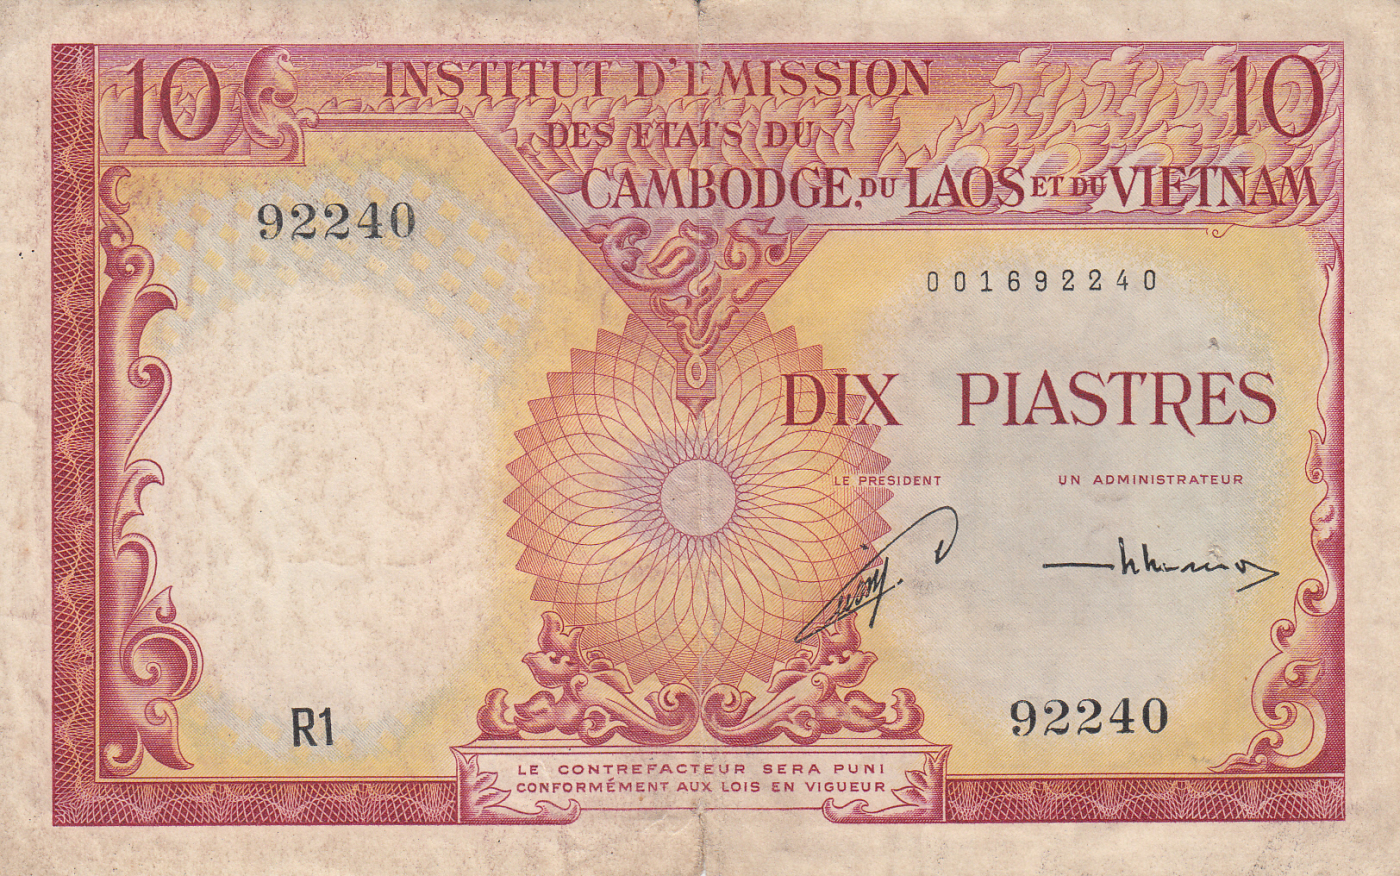 10
INSTITUT D'EMISSION
10
DES ETATS DU
CAMBODGE, DU LAOS ET DU VIETNAM
92240
001692240
DIX PIASTRES
LE PRESIDENT
UN ADMINISTRATEUR
R1
92240
LE CONTREFACTEUR SERA PUNI
CONFORMÉMENT AUX LOIS EN VIGUEUR